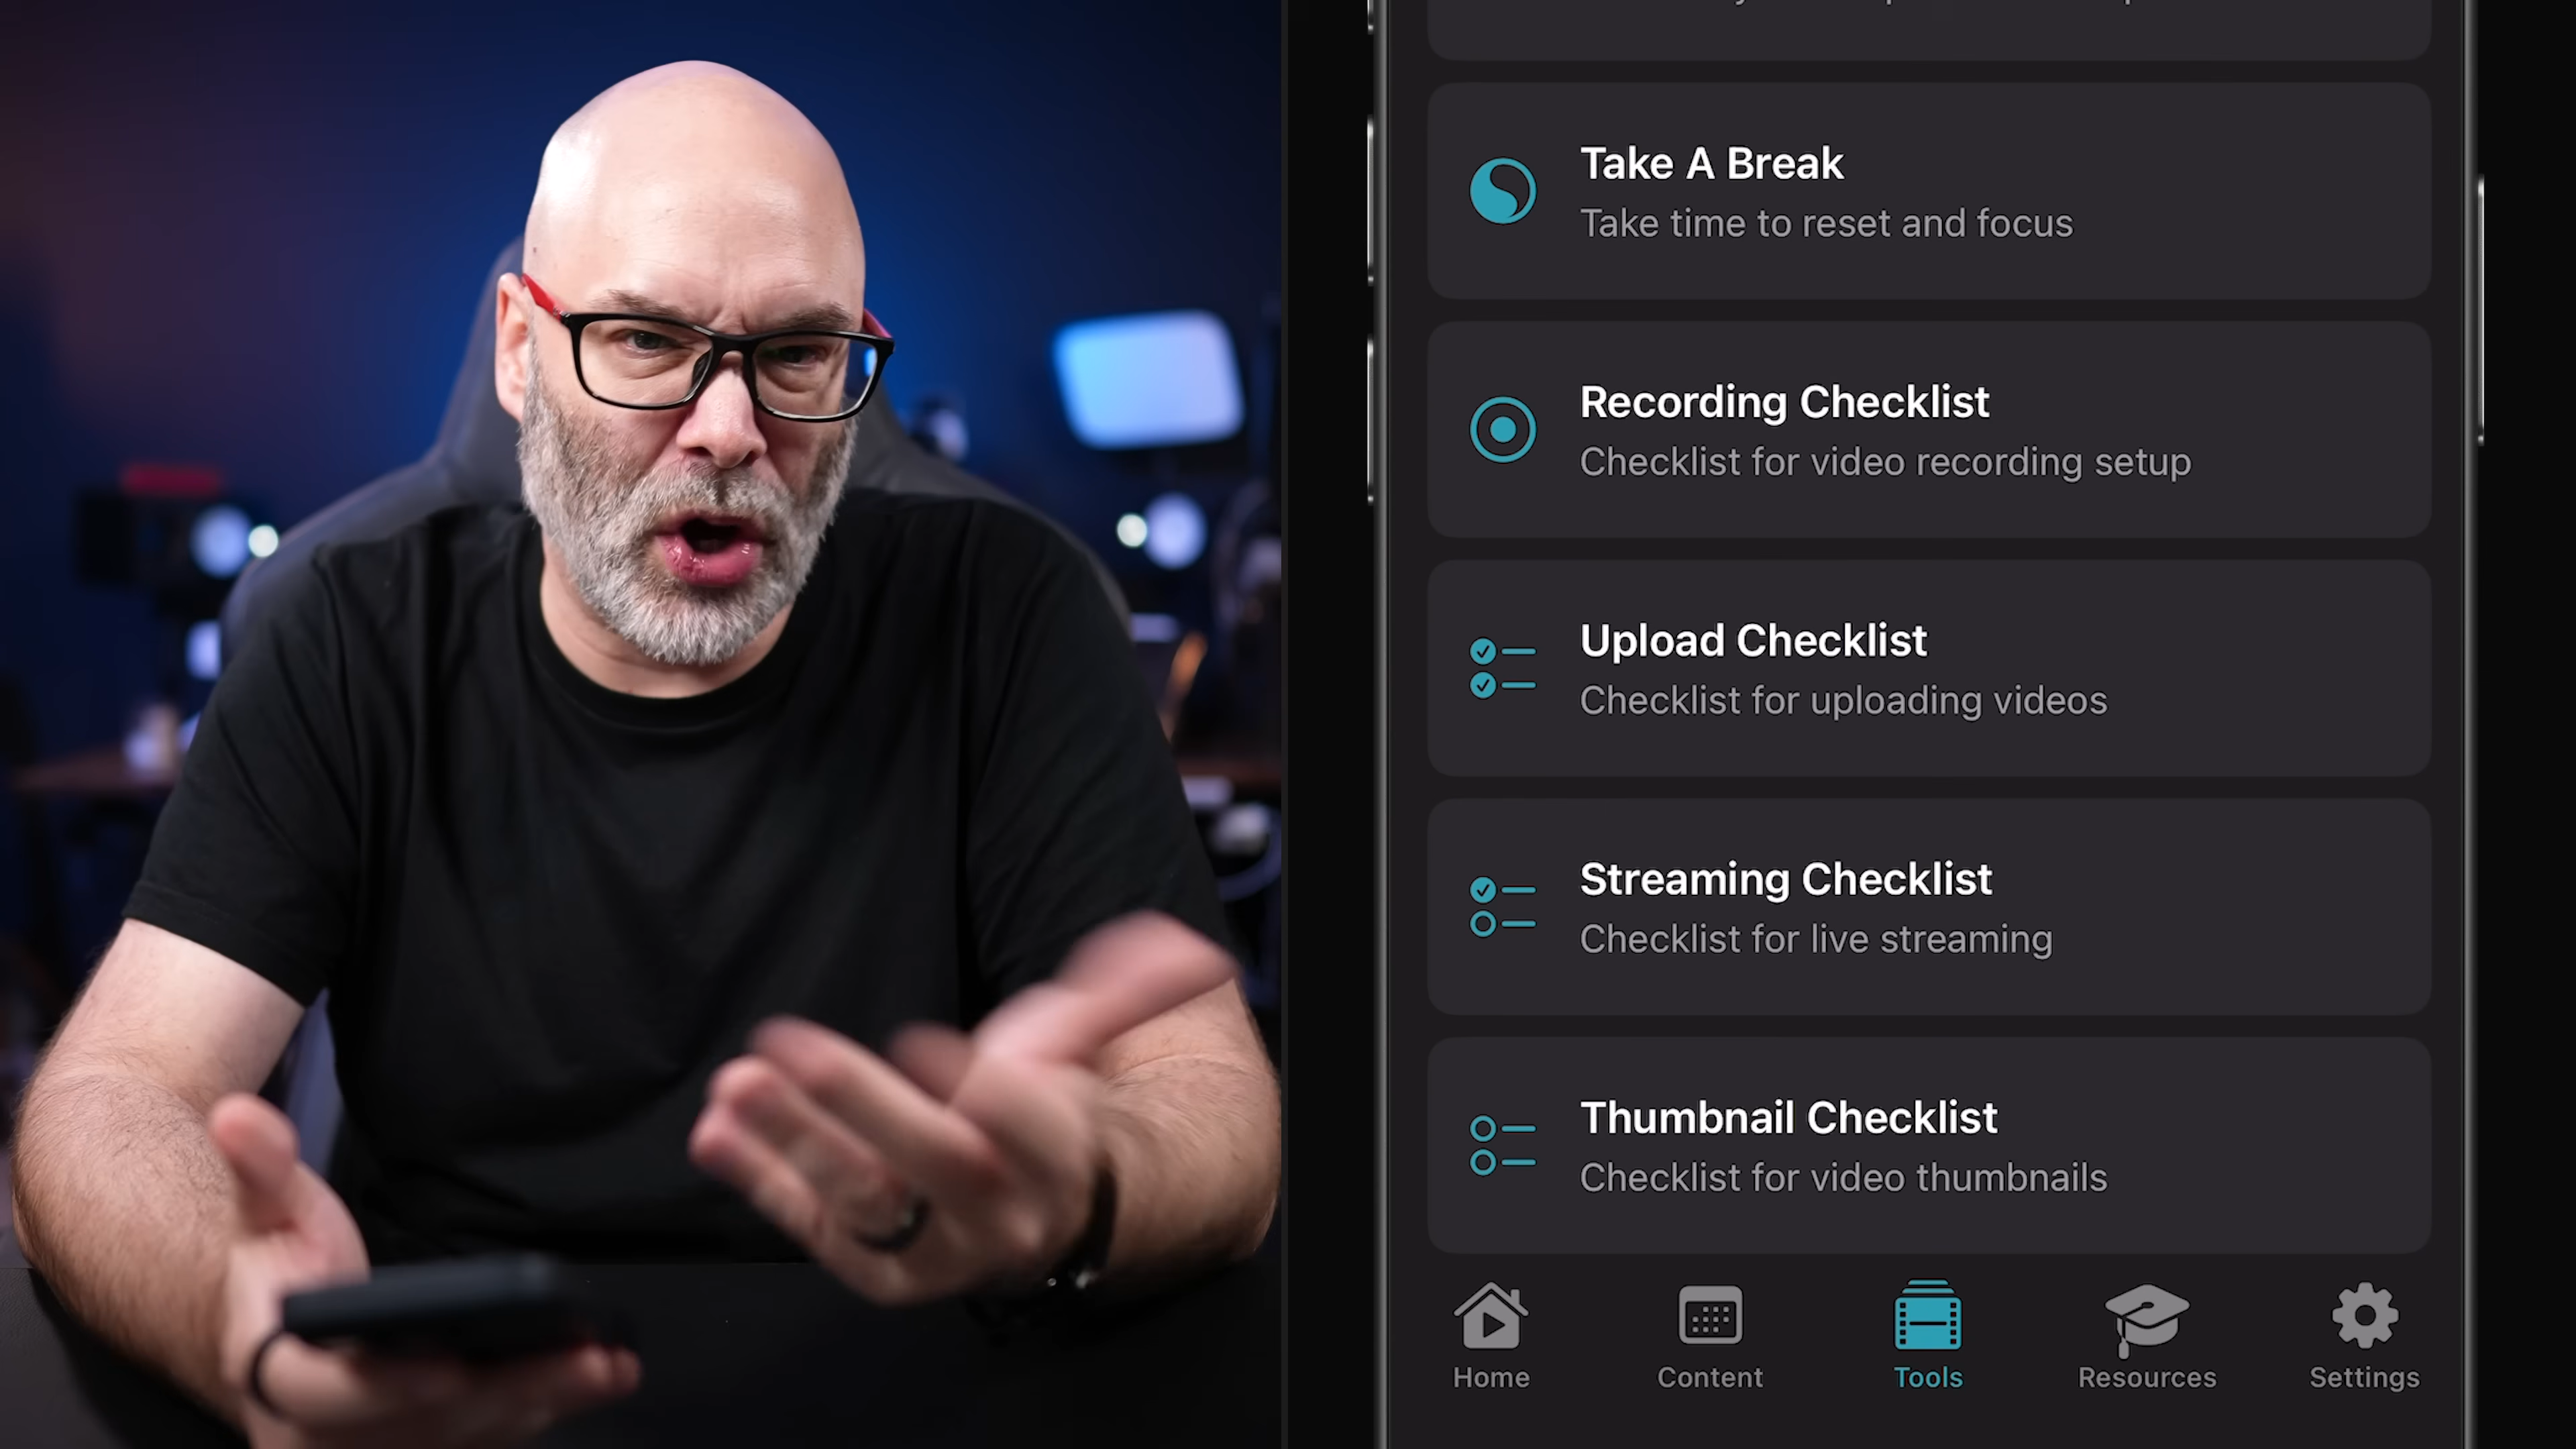 Take A Break
Take time to reset and focus
Recording Checklist
Checklist for video recording setup
Upload Checklist
Checklist for uploading videos
Streaming Checklist
Checklist for live streaming
Thumbnail Checklist
Checklist for video thumbnails
Home
Content
Tools
Resources
Settings